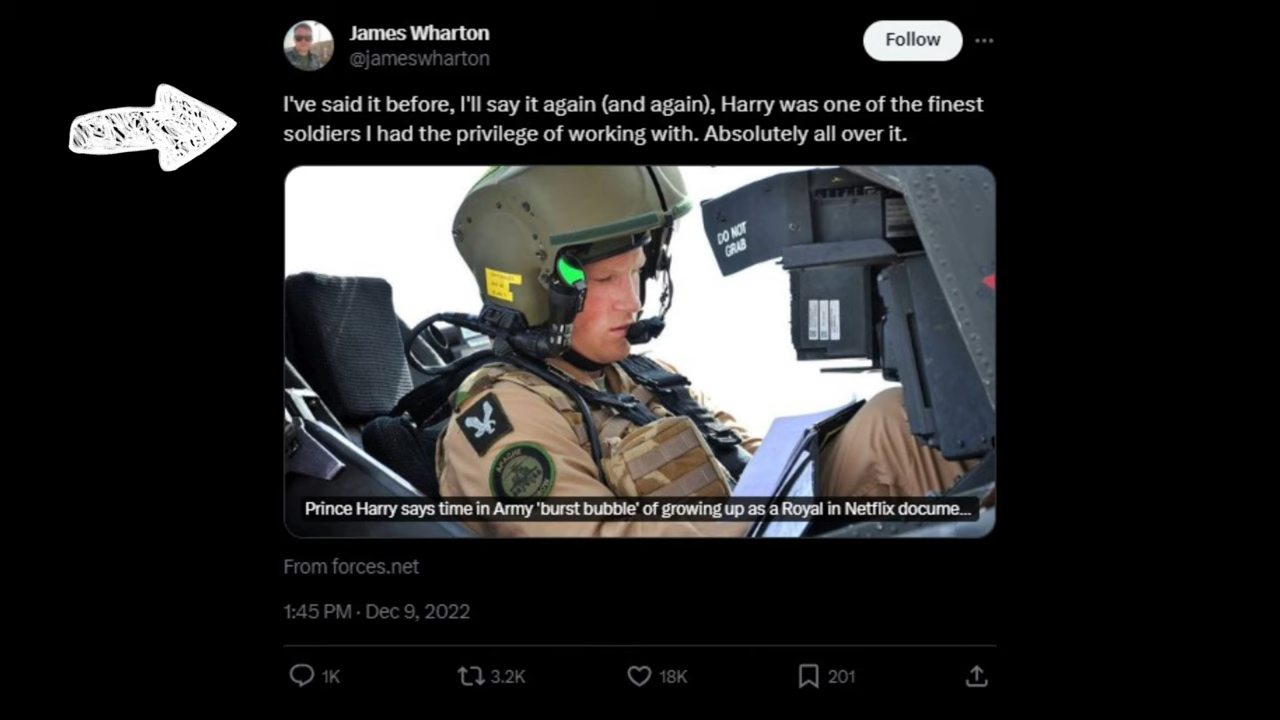 James Wharton
@jameswharton
Follow
I've said it before, I'll say it again (and again), Harry was one of the finest
soldiers I had the privilege of working with. Absolutely all over it.
DO NOT
GRAB
APACHE
Prince Harry says time in Army 'burst bubble' of growing up as a Royal in Netflix docume...
From forces.net
1:45 PM · Dec 9, 2022
1K
3.2K
18K
201